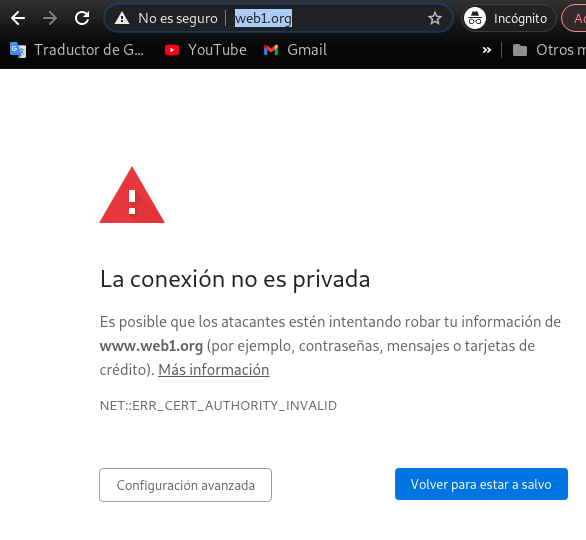 No es seguro web1.org Incógnito Ac
Traductor de G... YouTube Gmail » Otros m
La conexión no es privada
Es posible que los atacantes estén intentando robar tu información de
www.web1.org (por ejemplo, contraseñas, mensajes o tarjetas de
crédito). Más información
NET::ERR_CERT_AUTHORITY_INVALID
Configuración avanzada Volver para estar a salvo